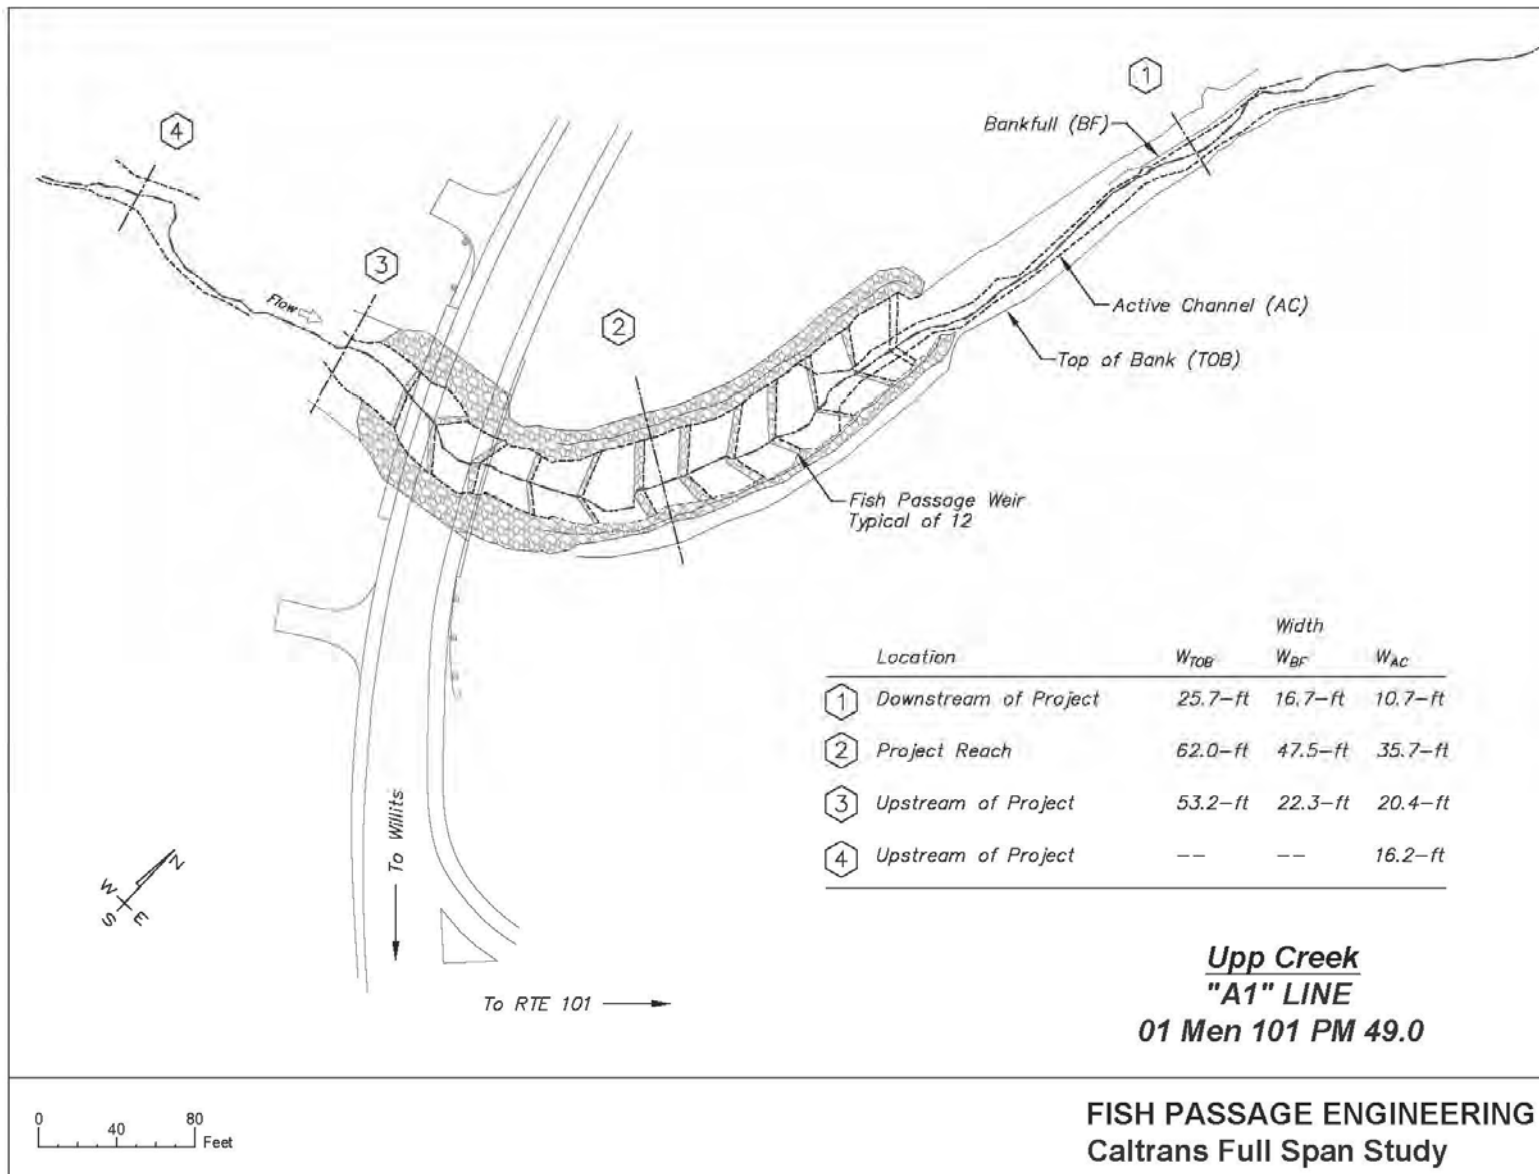 1
Bankfull (BF)
4
3
Flow
2
Active Channel (AC)
Top of Bank (TOB)
Fish Passage Weir
Typical of 12
Width
Location W_TOB W_BF W_AC
1 Downstream of Project 25.7-ft 16.7-ft 10.7-ft
2 Project Reach 62.0-ft 47.5-ft 35.7-ft
3 Upstream of Project 53.2-ft 22.3-ft 20.4-ft
4 Upstream of Project -- -- 16.2-ft
To Willits
N
W
S E
To RTE 101
Upp Creek
"A1" LINE
01 Men 101 PM 49.0
0 40 80
Feet
FISH PASSAGE ENGINEERING
Caltrans Full Span Study